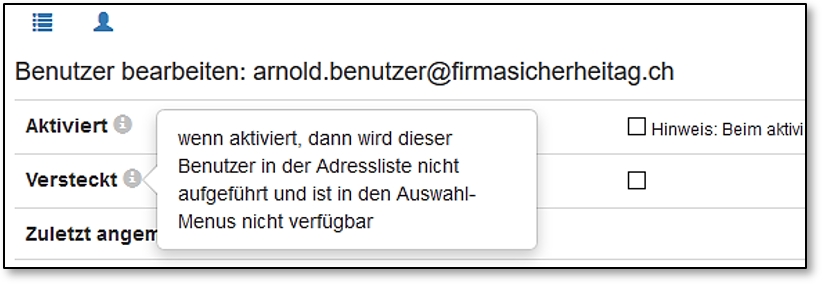 Benutzer bearbeiten: arnold.benutzer@firmasicherheitag.ch
Aktiviert
Hinweis: Beim aktivi
wenn aktiviert, dann wird dieser
Benutzer in der Adressliste nicht
aufgeführt und ist in den Auswahl-
Menus nicht verfügbar
Versteckt
Zuletzt angem